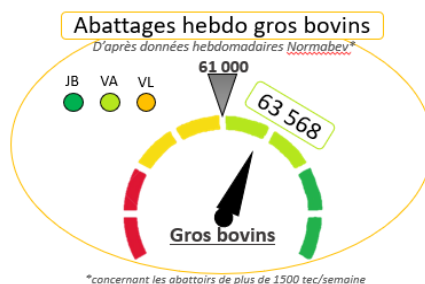 Abattages hebdo gros bovins
D'après données hebdomadaires Normabev*
61 000
JB VA VL
63 568
Gros bovins
*concernant les abattoirs de plus de 1500 tec/semaine